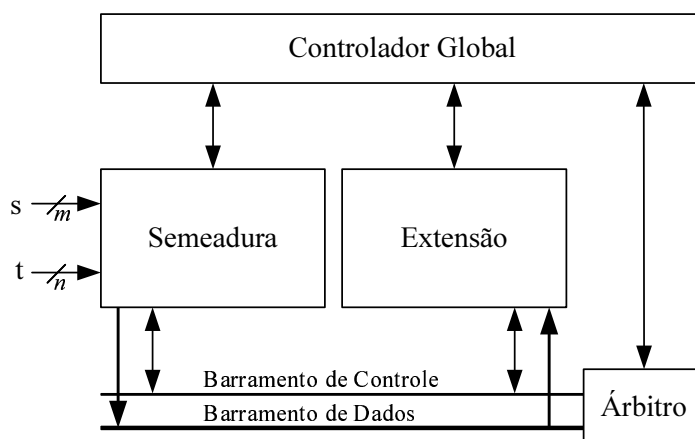 Controlador Global
s
m
Semeadura
Extensão
t
n
Barramento de Controle
Barramento de Dados
Árbitro